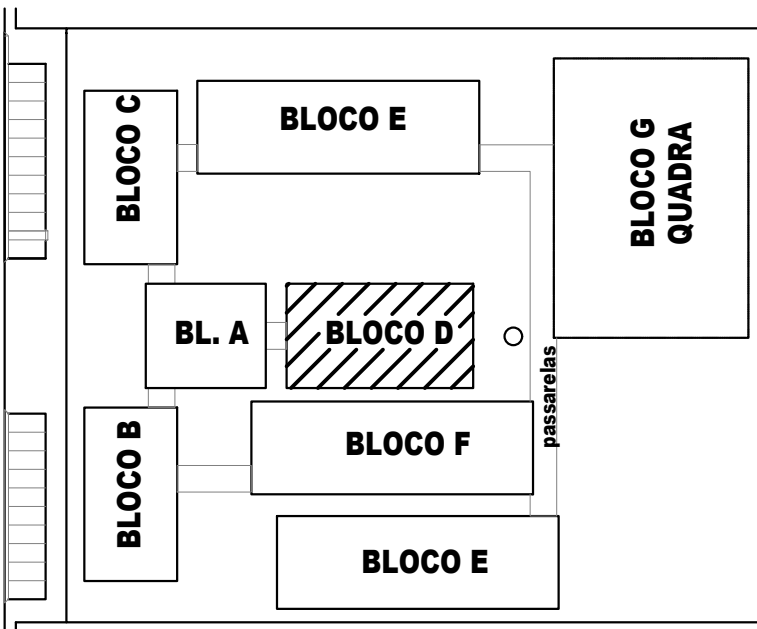 BLOCO C
BLOCO E
BLOCO G
QUADRA
BL. A
BLOCO D
passarelas
BLOCO B
BLOCO F
BLOCO E